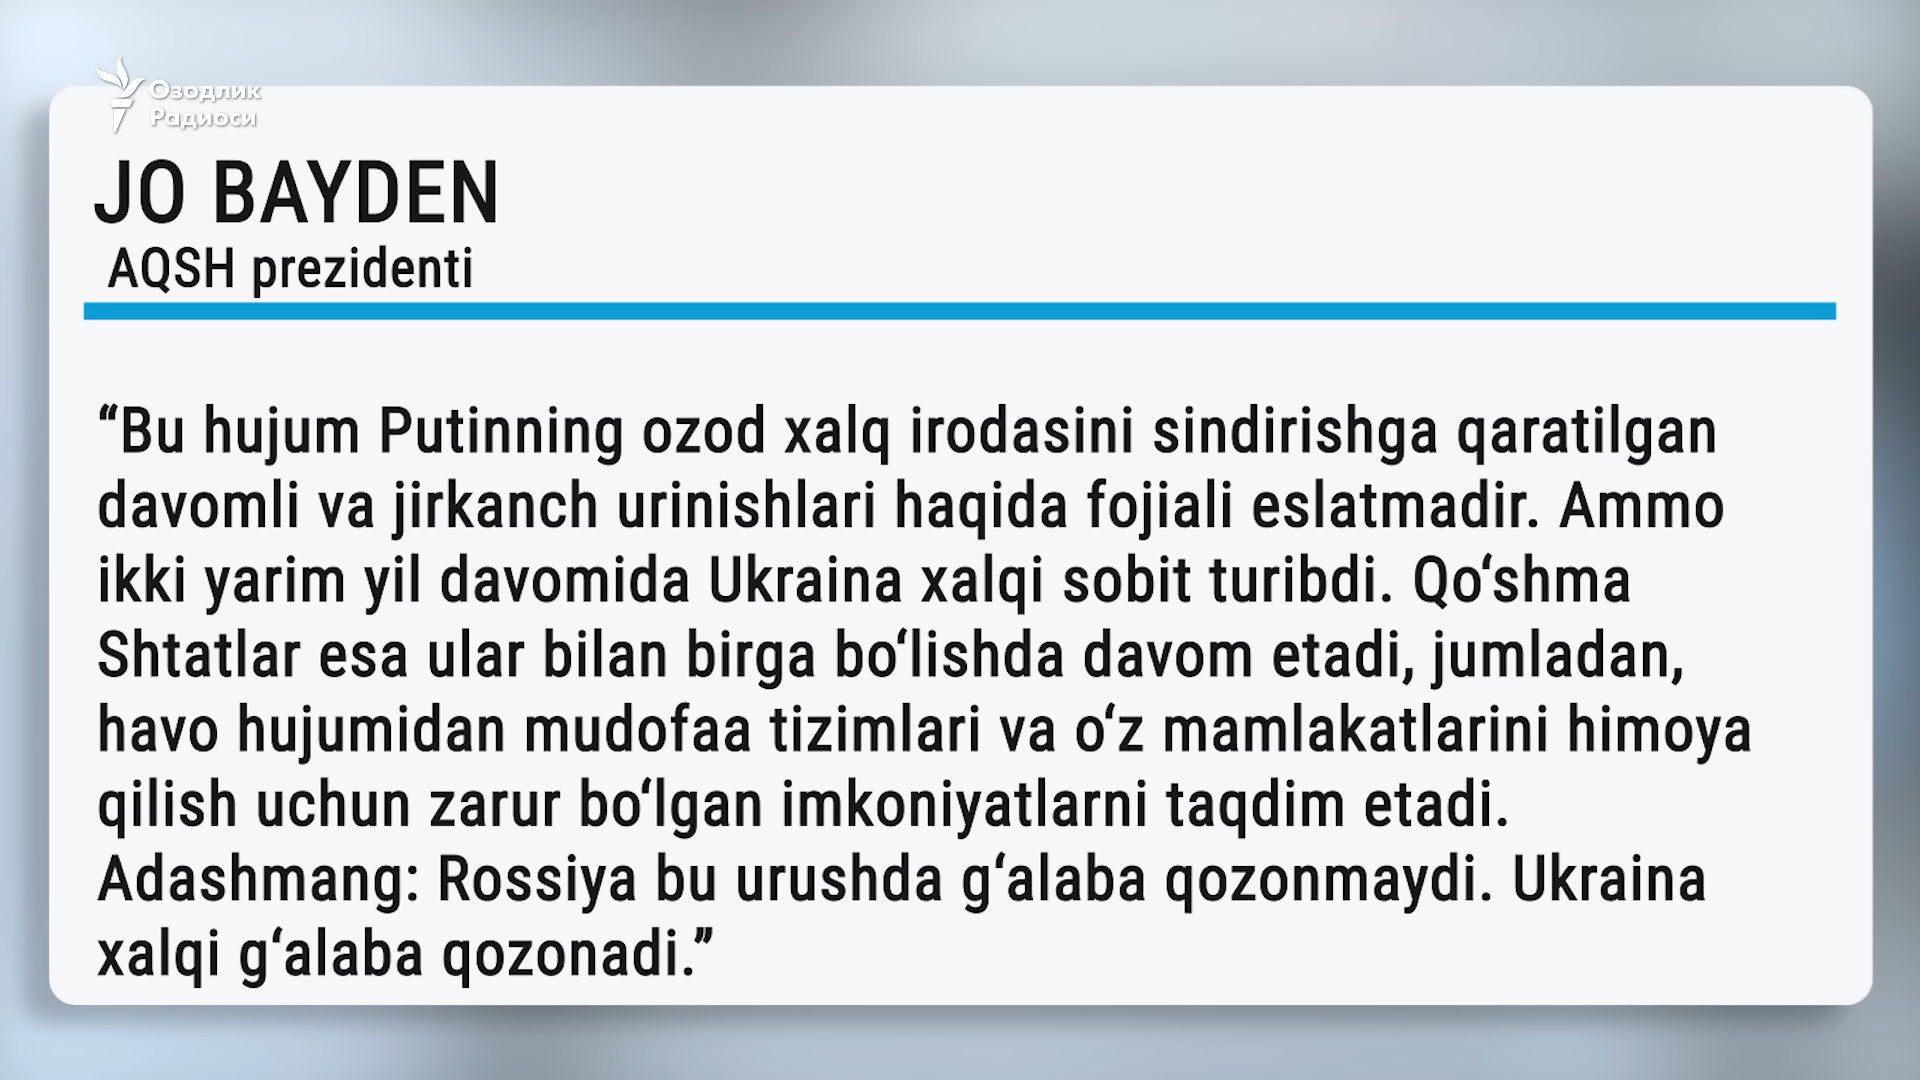 Озодлик
Радиоси
JO BAYDEN
AQSH prezidenti
“Bu hujum Putinning ozod xalq irodasini sindirishga qaratilgan
davomli va jirkanch urinishlari haqida fojiali eslatmadir. Ammo
ikki yarim yil davomida Ukraina xalqi sobit turibdi. Qo‘shma
Shtatlar esa ular bilan birga bo‘lishda davom etadi, jumladan,
havo hujumidan mudofaa tizimlari va o‘z mamlakatlarini himoya
qilish uchun zarur bo‘lgan imkoniyatlarni taqdim etadi.
Adashmang: Rossiya bu urushda g‘alaba qozonmaydi. Ukraina
xalqi g‘alaba qozonadi.”